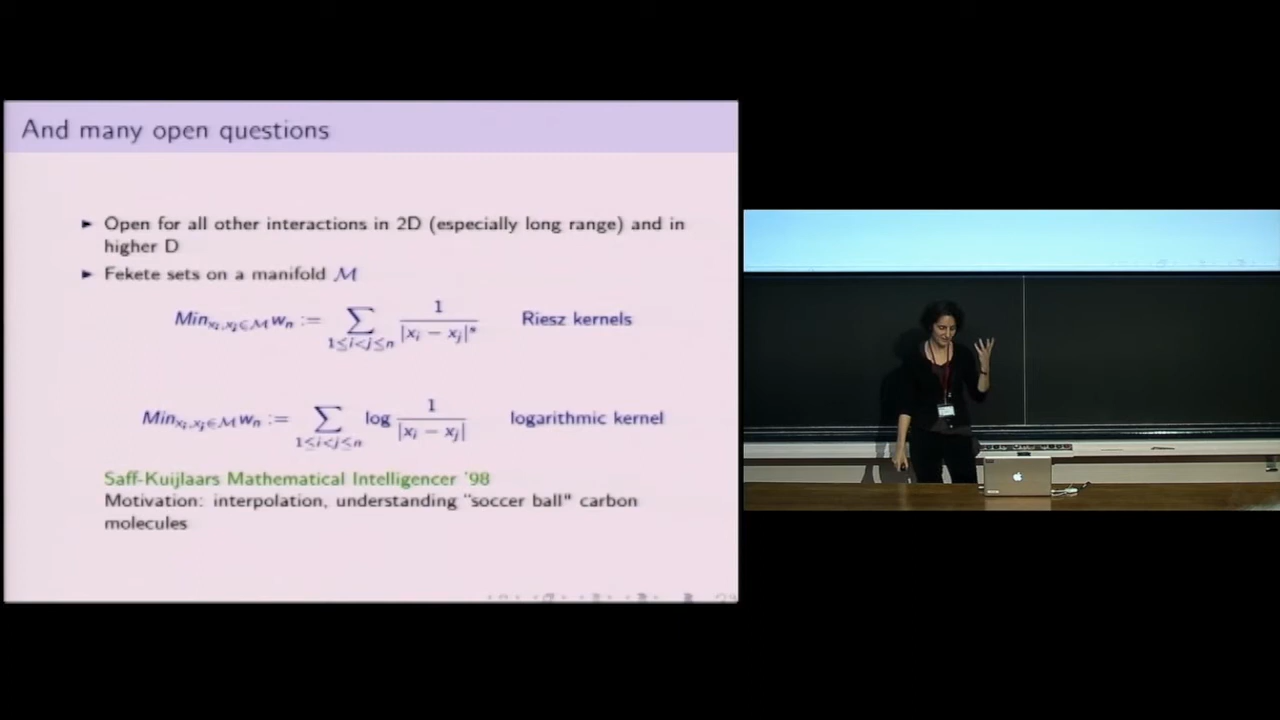 And many open questions
► Open for all other interactions in 2D (especially long range) and in
higher D
► Fekete sets on a manifold ℳ
Min_{x_i,x_j∈ℳ} w_n := ∑_{1≤i<j≤n} 1/|x_i − x_j|^s Riesz kernels
Min_{x_i,x_j∈ℳ} w_n := ∑_{1≤i<j≤n} log 1/|x_i − x_j| logarithmic kernel
Saff-Kuijlaars Mathematical Intelligencer '98
Motivation: interpolation, understanding "soccer ball" carbon
molecules